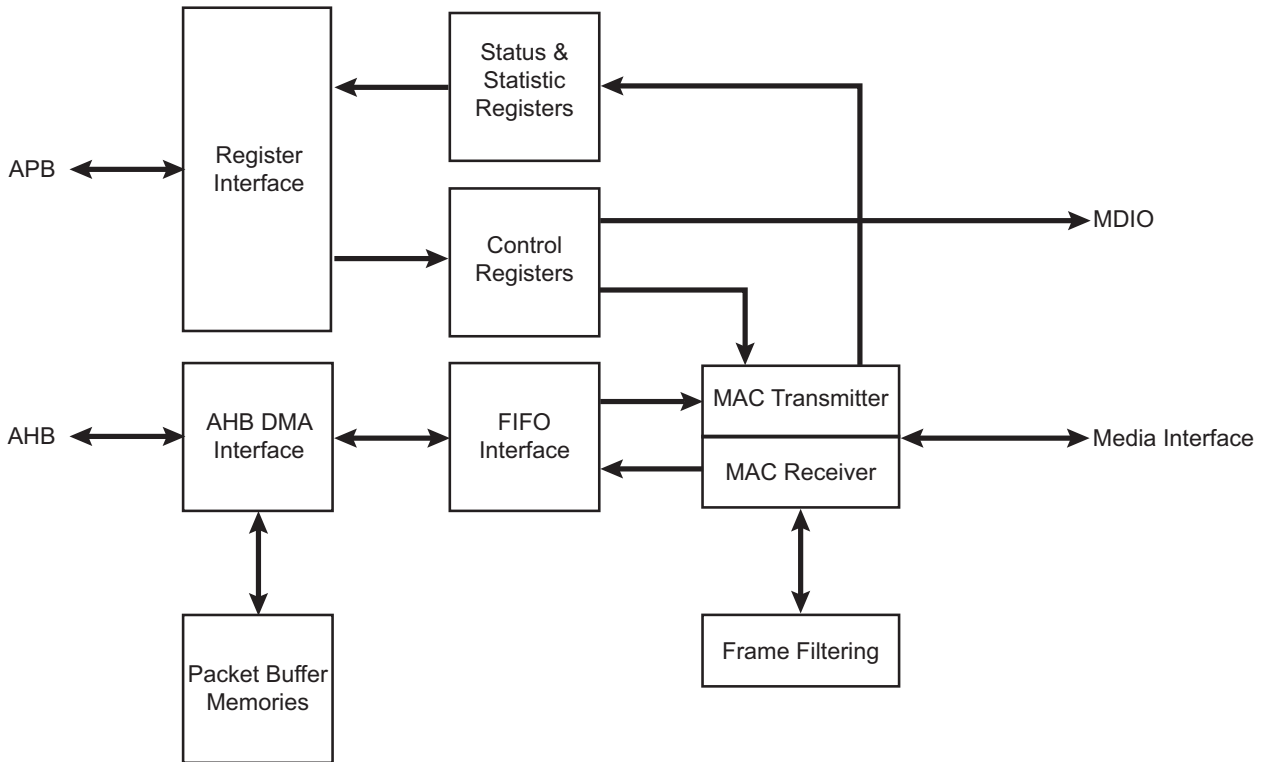 Status &
Statistic
Registers
APB
Register
Interface
MDIO
Control
Registers
MAC Transmitter
AHB
AHB DMA
Interface
FIFO
Interface
Media Interface
MAC Receiver
Frame Filtering
Packet Buffer
Memories